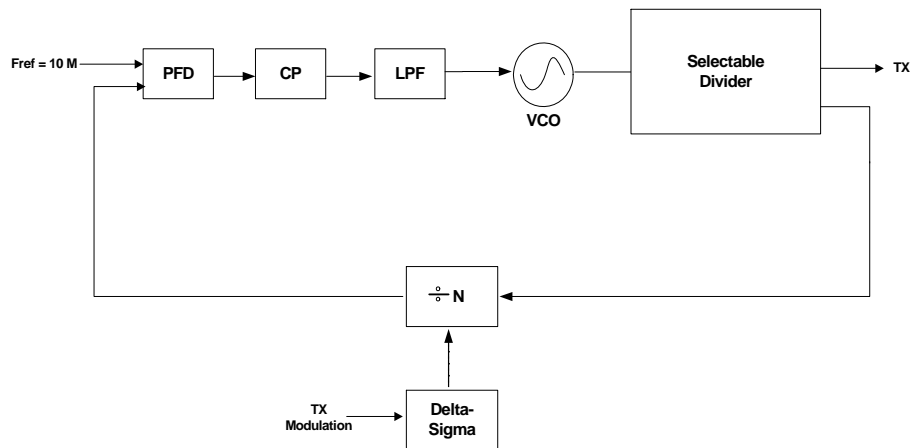 Fref = 10 M
PFD
CP
LPF
VCO
Selectable
Divider
TX
÷ N
TX
Modulation
Delta-
Sigma